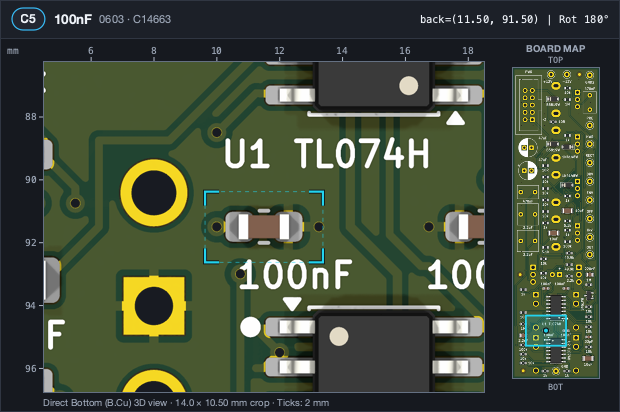 C5 100nF 0603 · C14663 back=(11.50, 91.50) | Rot 180°
mm 6 8 10 12 14 16 18
BOARD MAP
TOP
88
90
92
94
96
U1 TL074H
100nF
100
F
BOT
Direct Bottom (B.Cu) 3D view · 14.0 × 10.50 mm crop · Ticks: 2 mm